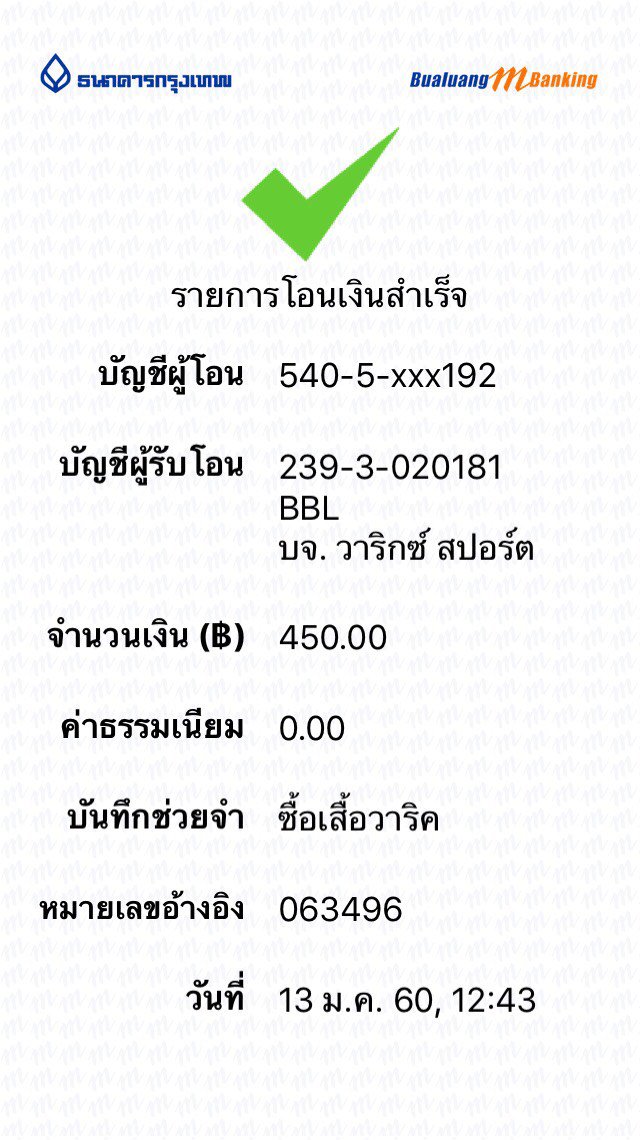 ธนาคารกรุงเทพ Bualuang m Banking
รายการโอนเงินสำเร็จ
บัญชีผู้โอน 540-5-xxx192
บัญชีผู้รับโอน 239-3-020181
BBL
บจ. วาริกซ์ สปอร์ต
จำนวนเงิน (฿) 450.00
ค่าธรรมเนียม 0.00
บันทึกช่วยจำ ซื้อเสื้อวาริค
หมายเลขอ้างอิง 063496
วันที่ 13 ม.ค. 60, 12:43